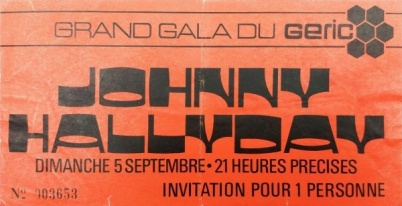 GRAND GALA DU Geric
JOHNNY
HALLYDAY
DIMANCHE 5 SEPTEMBRE • 21 HEURES PRECISES
Nº 003653 INVITATION POUR 1 PERSONNE